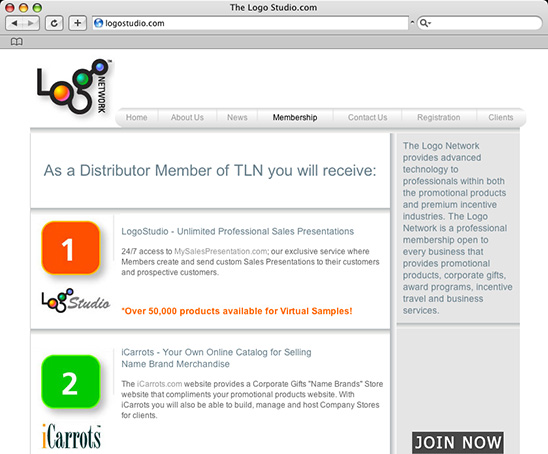 The Logo Studio.com
logostudio.com
Logo NETWORK™
Home About Us News Membership Contact Us Registration Clients
As a Distributor Member of TLN you will receive:
1
LogoStudio - Unlimited Professional Sales Presentations
24/7 access to MySalesPresentation.com; our exclusive service where
Members create and send custom Sales Presentations to their customers
and prospective customers.
Logo Studio
*Over 50,000 products available for Virtual Samples!
2
iCarrots - Your Own Online Catalog for Selling
Name Brand Merchandise
The iCarrots.com website provides a Corporate Gifts "Name Brands" Store
website that compliments your promotional products website. With
iCarrots you will also be able to build, manage and host Company Stores
for clients.
iCarrots™
The Logo Network
provides advanced
technology to
professionals within both
the promotional products
and premium incentive
industries. The Logo
Network is a professional
membership open to
every business that
provides promotional
products, corporate gifts,
award programs, incentive
travel and business
services.
JOIN NOW